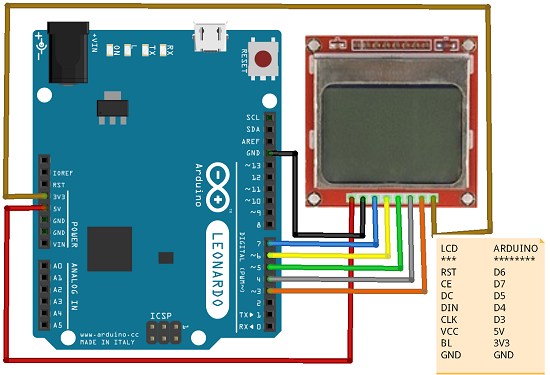 +VIN
ON
L
TX
RX
RESET
SCL
SDA
AREF
GND
~13
12
~11
~10
~9
8
IOREF
RST
3V3
5V
GND
GND
VIN
POWER
Arduino
LEONARDO
DIGITAL (PWM~)
7
~6
~5
4
~3
2
TX▸1
RX◂0
A0
A1
A2
A3
A4
A5
ANALOG IN
ICSP
1
www.arduino.cc
MADE IN ITALY
LCD ARDUINO
*** ********
RST D6
CE D7
DC D5
DIN D4
CLK D3
VCC 5V
BL 3V3
GND GND